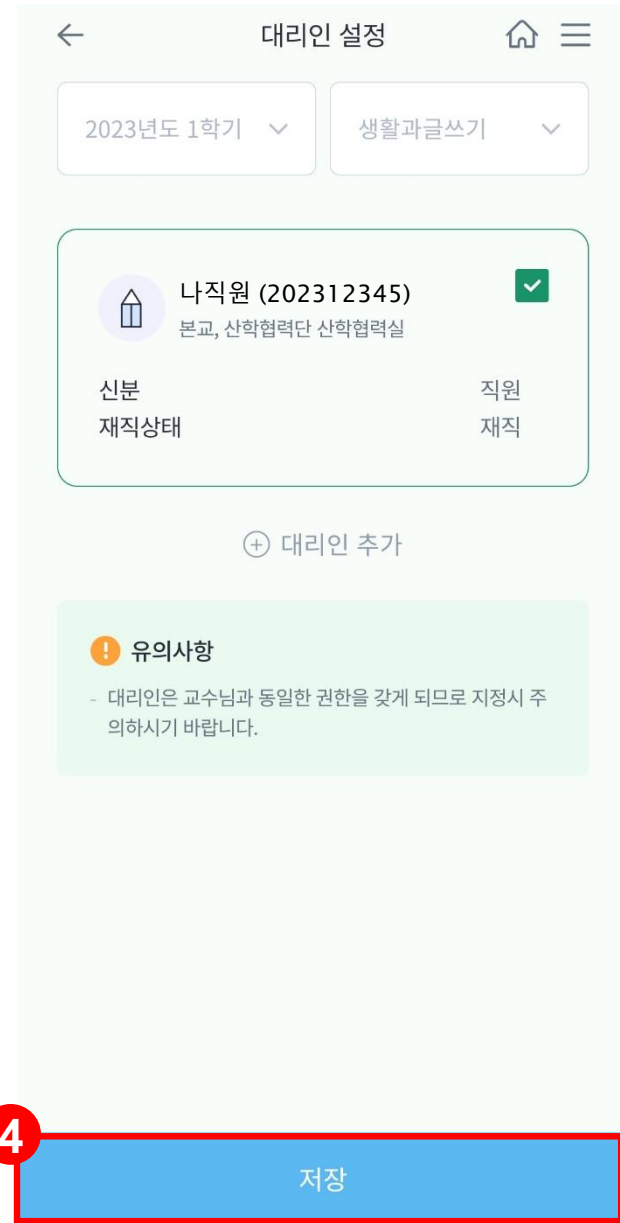 대리인 설정
2023년도 1학기 생활과글쓰기
나직원 (202312345)
본교, 산학협력단 산학협력실
신분 직원
재직상태 재직
대리인 추가
유의사항
- 대리인은 교수님과 동일한 권한을 갖게 되므로 지정시 주
의하시기 바랍니다.
4
저장